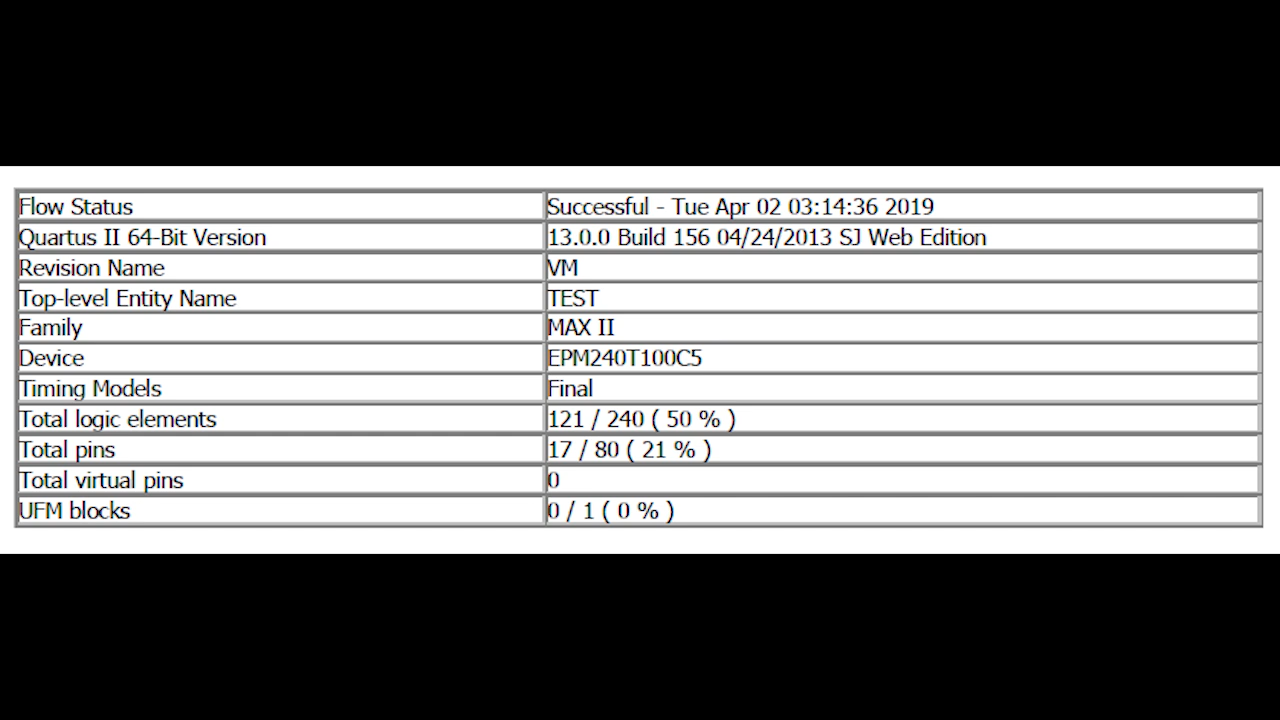 Flow Status Successful - Tue Apr 02 03:14:36 2019
Quartus II 64-Bit Version 13.0.0 Build 156 04/24/2013 SJ Web Edition
Revision Name VM
Top-level Entity Name TEST
Family MAX II
Device EPM240T100C5
Timing Models Final
Total logic elements 121 / 240 ( 50 % )
Total pins 17 / 80 ( 21 % )
Total virtual pins 0
UFM blocks 0 / 1 ( 0 % )